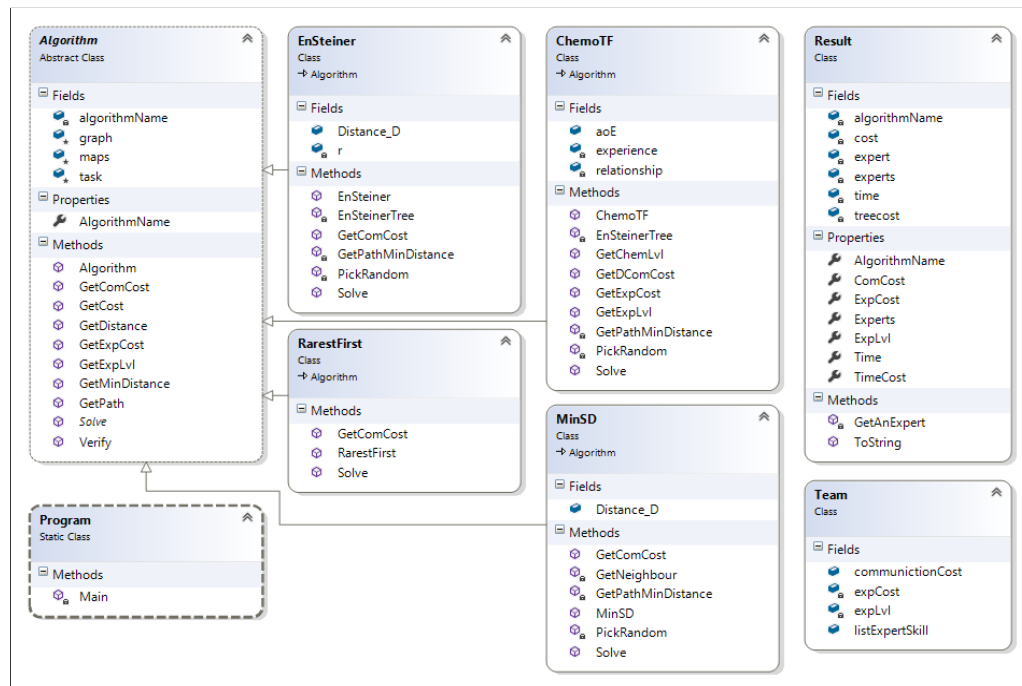 Algorithm
Abstract Class
Fields
algorithmName
graph
maps
task
Properties
AlgorithmName
Methods
Algorithm
GetComCost
GetCost
GetDistance
GetExpCost
GetExpLvl
GetMinDistance
GetPath
Solve
Verify
Program
Static Class
Methods
Main
EnSteiner
Class
Algorithm
Fields
Distance_D
r
Methods
EnSteiner
EnSteinerTree
GetComCost
GetPathMinDistance
PickRandom
Solve
RarestFirst
Class
Algorithm
Methods
GetComCost
RarestFirst
Solve
ChemoTF
Class
Algorithm
Fields
aoE
experience
relationship
Methods
ChemoTF
EnSteinerTree
GetChemLvl
GetDComCost
GetExpCost
GetExpLvl
GetPathMinDistance
PickRandom
Solve
MinSD
Class
Algorithm
Fields
Distance_D
Methods
GetComCost
GetNeighbour
GetPathMinDistance
MinSD
PickRandom
Solve
Result
Class
Fields
algorithmName
cost
expert
experts
time
treecost
Properties
AlgorithmName
ComCost
ExpCost
Experts
ExpLvl
Time
TimeCost
Methods
GetAnExpert
ToString
Team
Class
Fields
communictionCost
expCost
expLvl
listExpertSkill